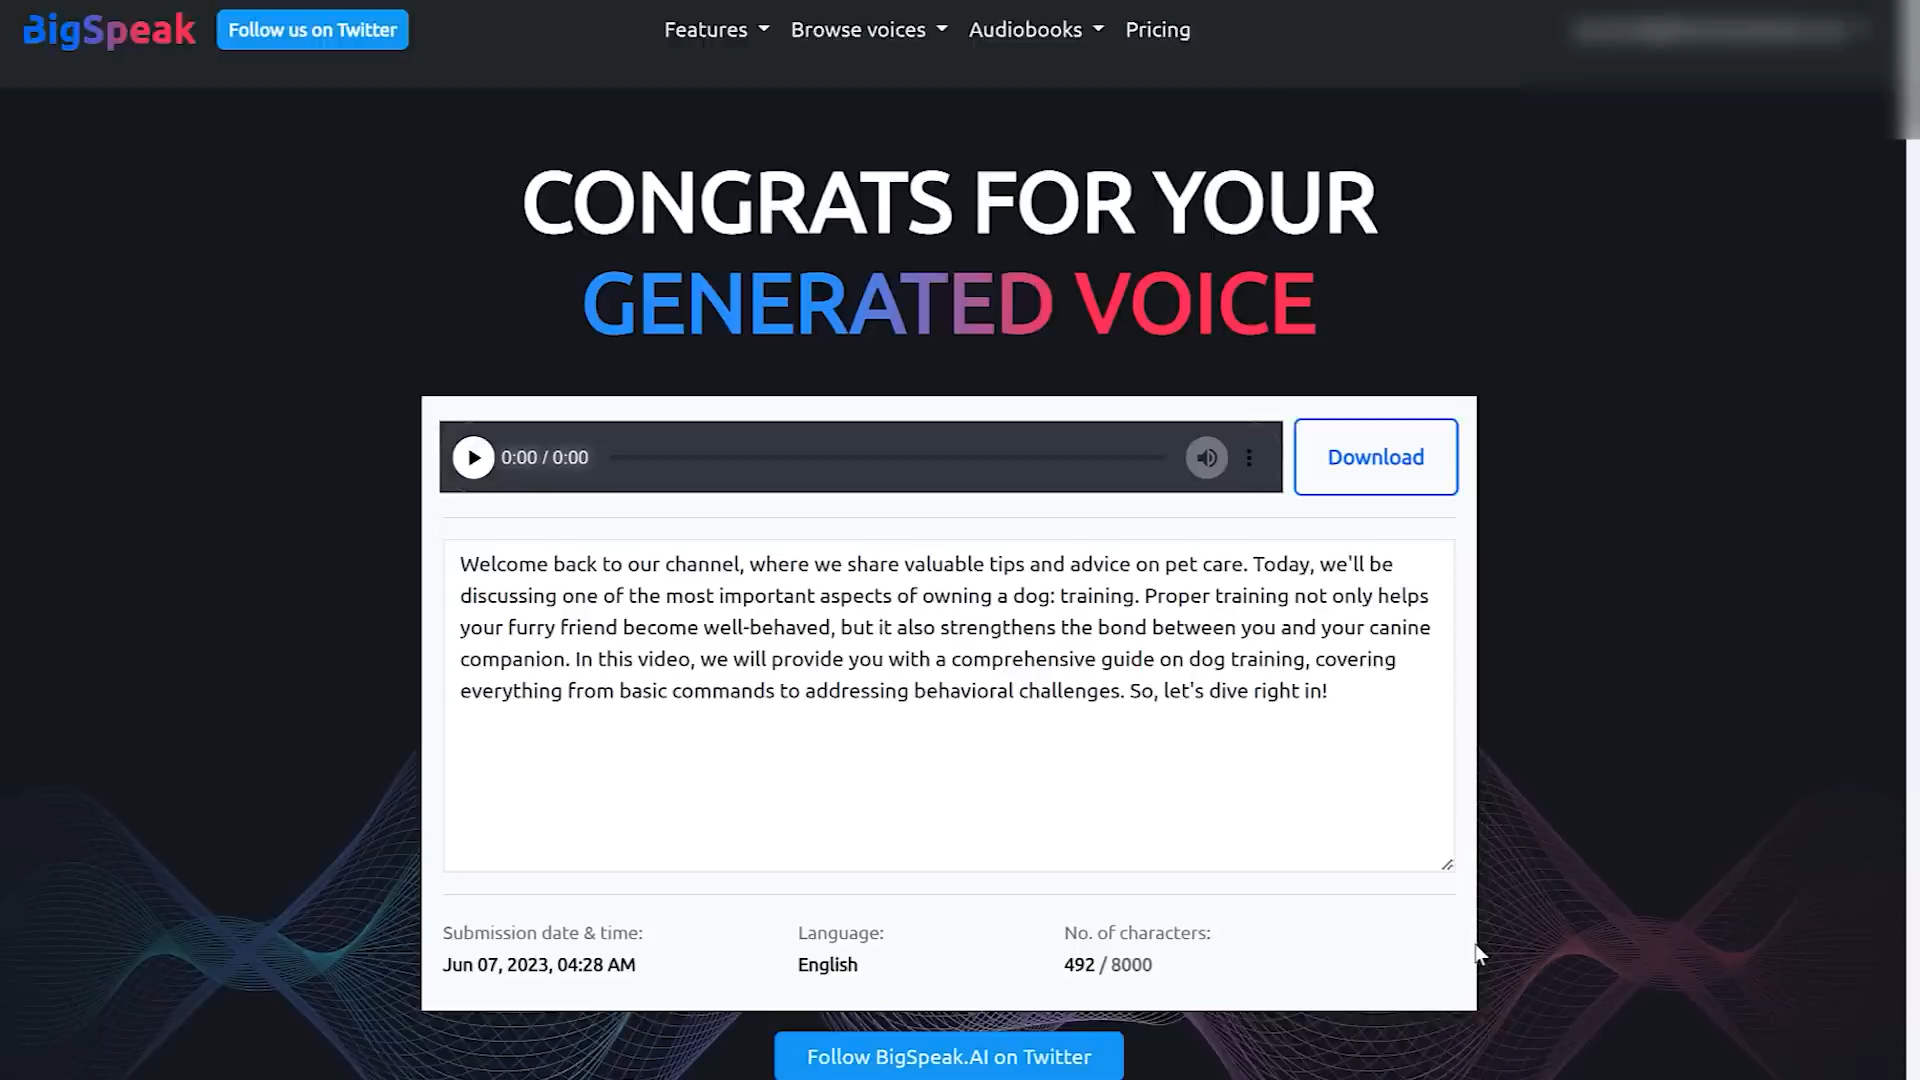 BigSpeak
Follow us on Twitter
Features
Browse voices
Audiobooks
Pricing
CONGRATS FOR YOUR
GENERATED VOICE
0:00 / 0:00
Download
Welcome back to our channel, where we share valuable tips and advice on pet care. Today, we'll be
discussing one of the most important aspects of owning a dog: training. Proper training not only helps
your furry friend become well-behaved, but it also strengthens the bond between you and your canine
companion. In this video, we will provide you with a comprehensive guide on dog training, covering
everything from basic commands to addressing behavioral challenges. So, let's dive right in!
Submission date & time:
Jun 07, 2023, 04:28 AM
Language:
English
No. of characters:
492 / 8000
Follow BigSpeak.AI on Twitter